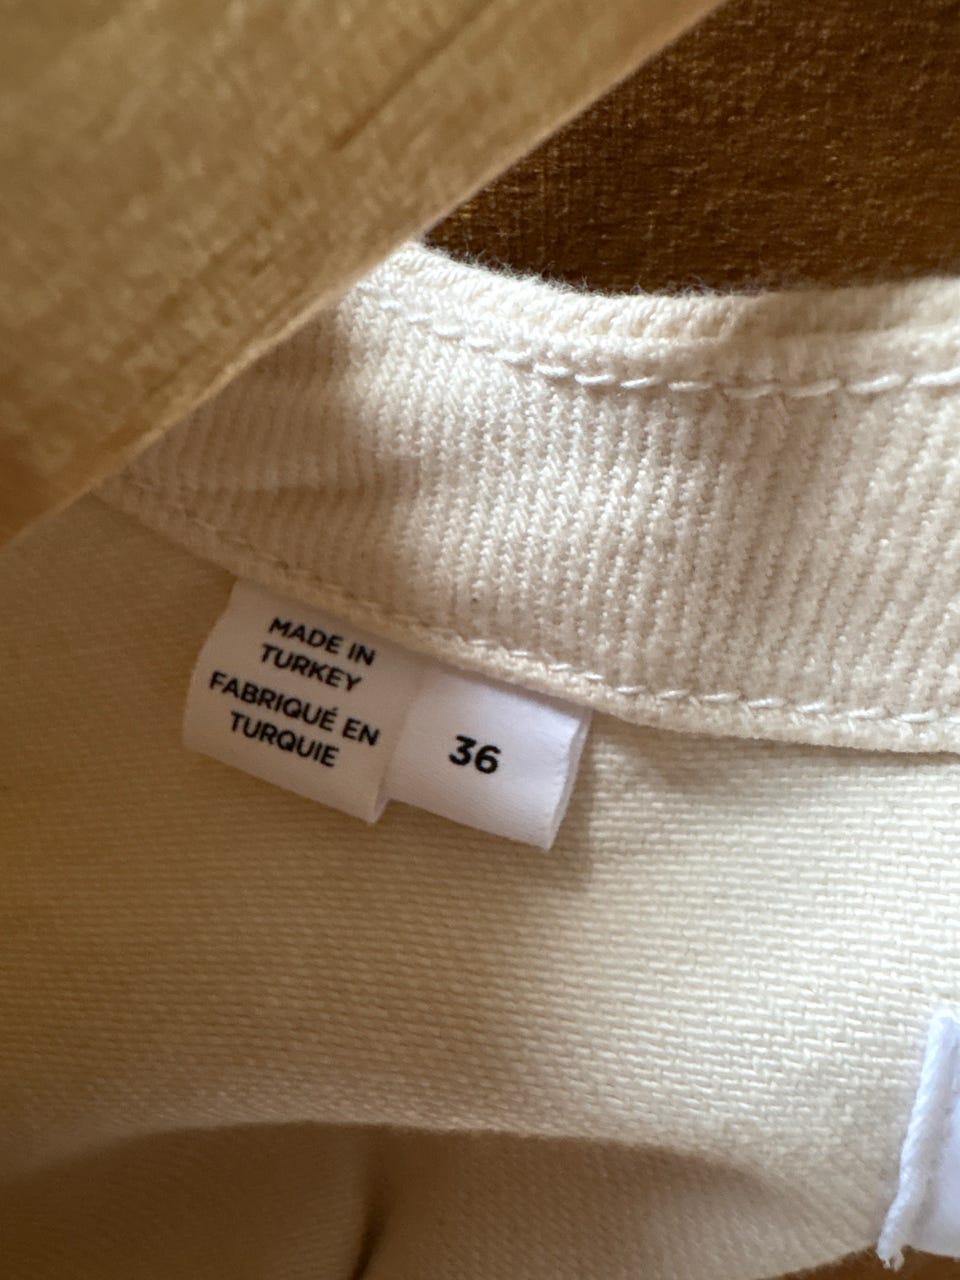 MADE IN
TURKEY
FABRIQUÉ EN
TURQUIE
36